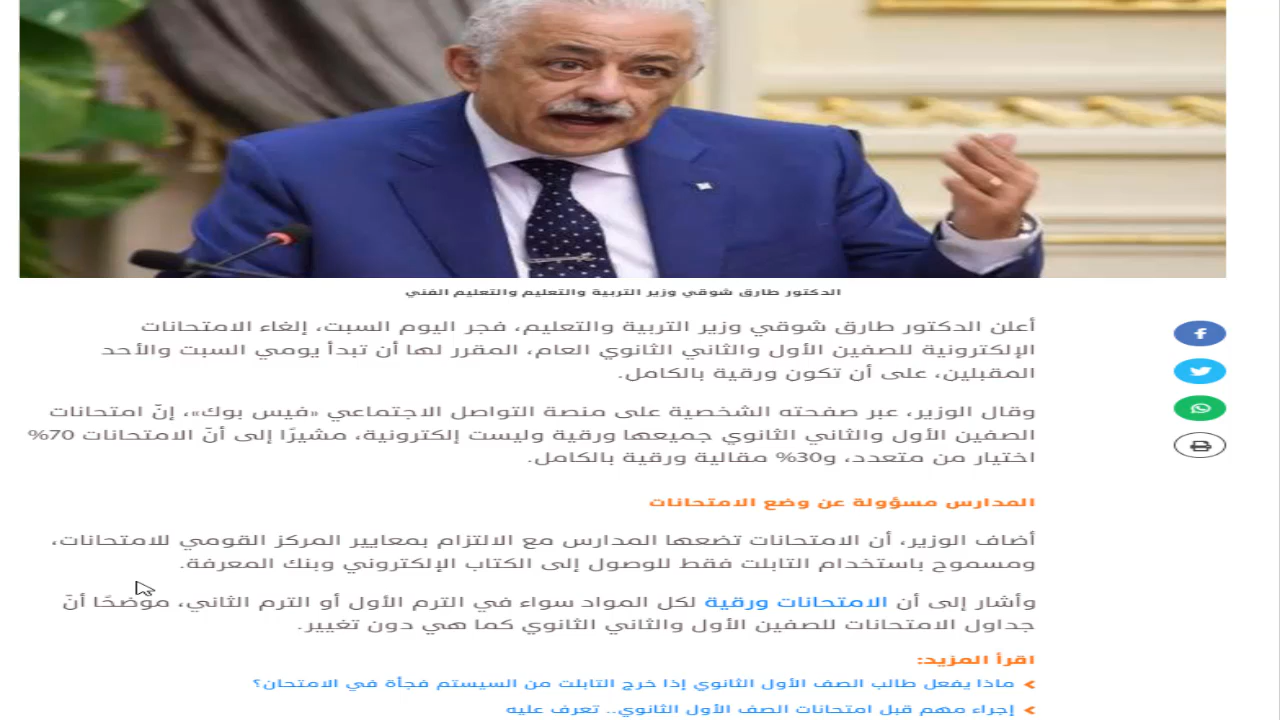 الدكتور طارق شوقي وزير التربية والتعليم والتعليم الفني
أعلن الدكتور طارق شوقي وزير التربية والتعليم، فجر اليوم السبت، إلغاء الامتحانات
الإلكترونية للصفين الأول والثاني الثانوي العام، المقرر لها أن تبدأ يومي السبت والأحد
المقبلين، على أن تكون ورقية بالكامل.
وقال الوزير، عبر صفحته الشخصية على منصة التواصل الاجتماعي «فيس بوك»، إنّ امتحانات
الصفين الأول والثاني الثانوي جميعها ورقية وليست إلكترونية، مشيرًا إلى أنّ الامتحانات 70%
اختيار من متعدد، و30% مقالية ورقية بالكامل.
المدارس مسؤولة عن وضع الامتحانات
أضاف الوزير، أن الامتحانات تضعها المدارس مع الالتزام بمعايير المركز القومي للامتحانات،
ومسموح باستخدام التابلت فقط للوصول إلى الكتاب الإلكتروني وبنك المعرفة.
وأشار إلى أن الامتحانات ورقية لكل المواد سواء في الترم الأول أو الترم الثاني، موضحًا أنّ
جداول الامتحانات للصفين الأول والثاني الثانوي كما هي دون تغيير.
اقرأ المزيد:
ماذا يفعل طالب الصف الأول الثانوي إذا خرج التابلت من السيستم فجأة في الامتحان؟
إجراء مهم قبل امتحانات الصف الأول الثانوي.. تعرف عليه